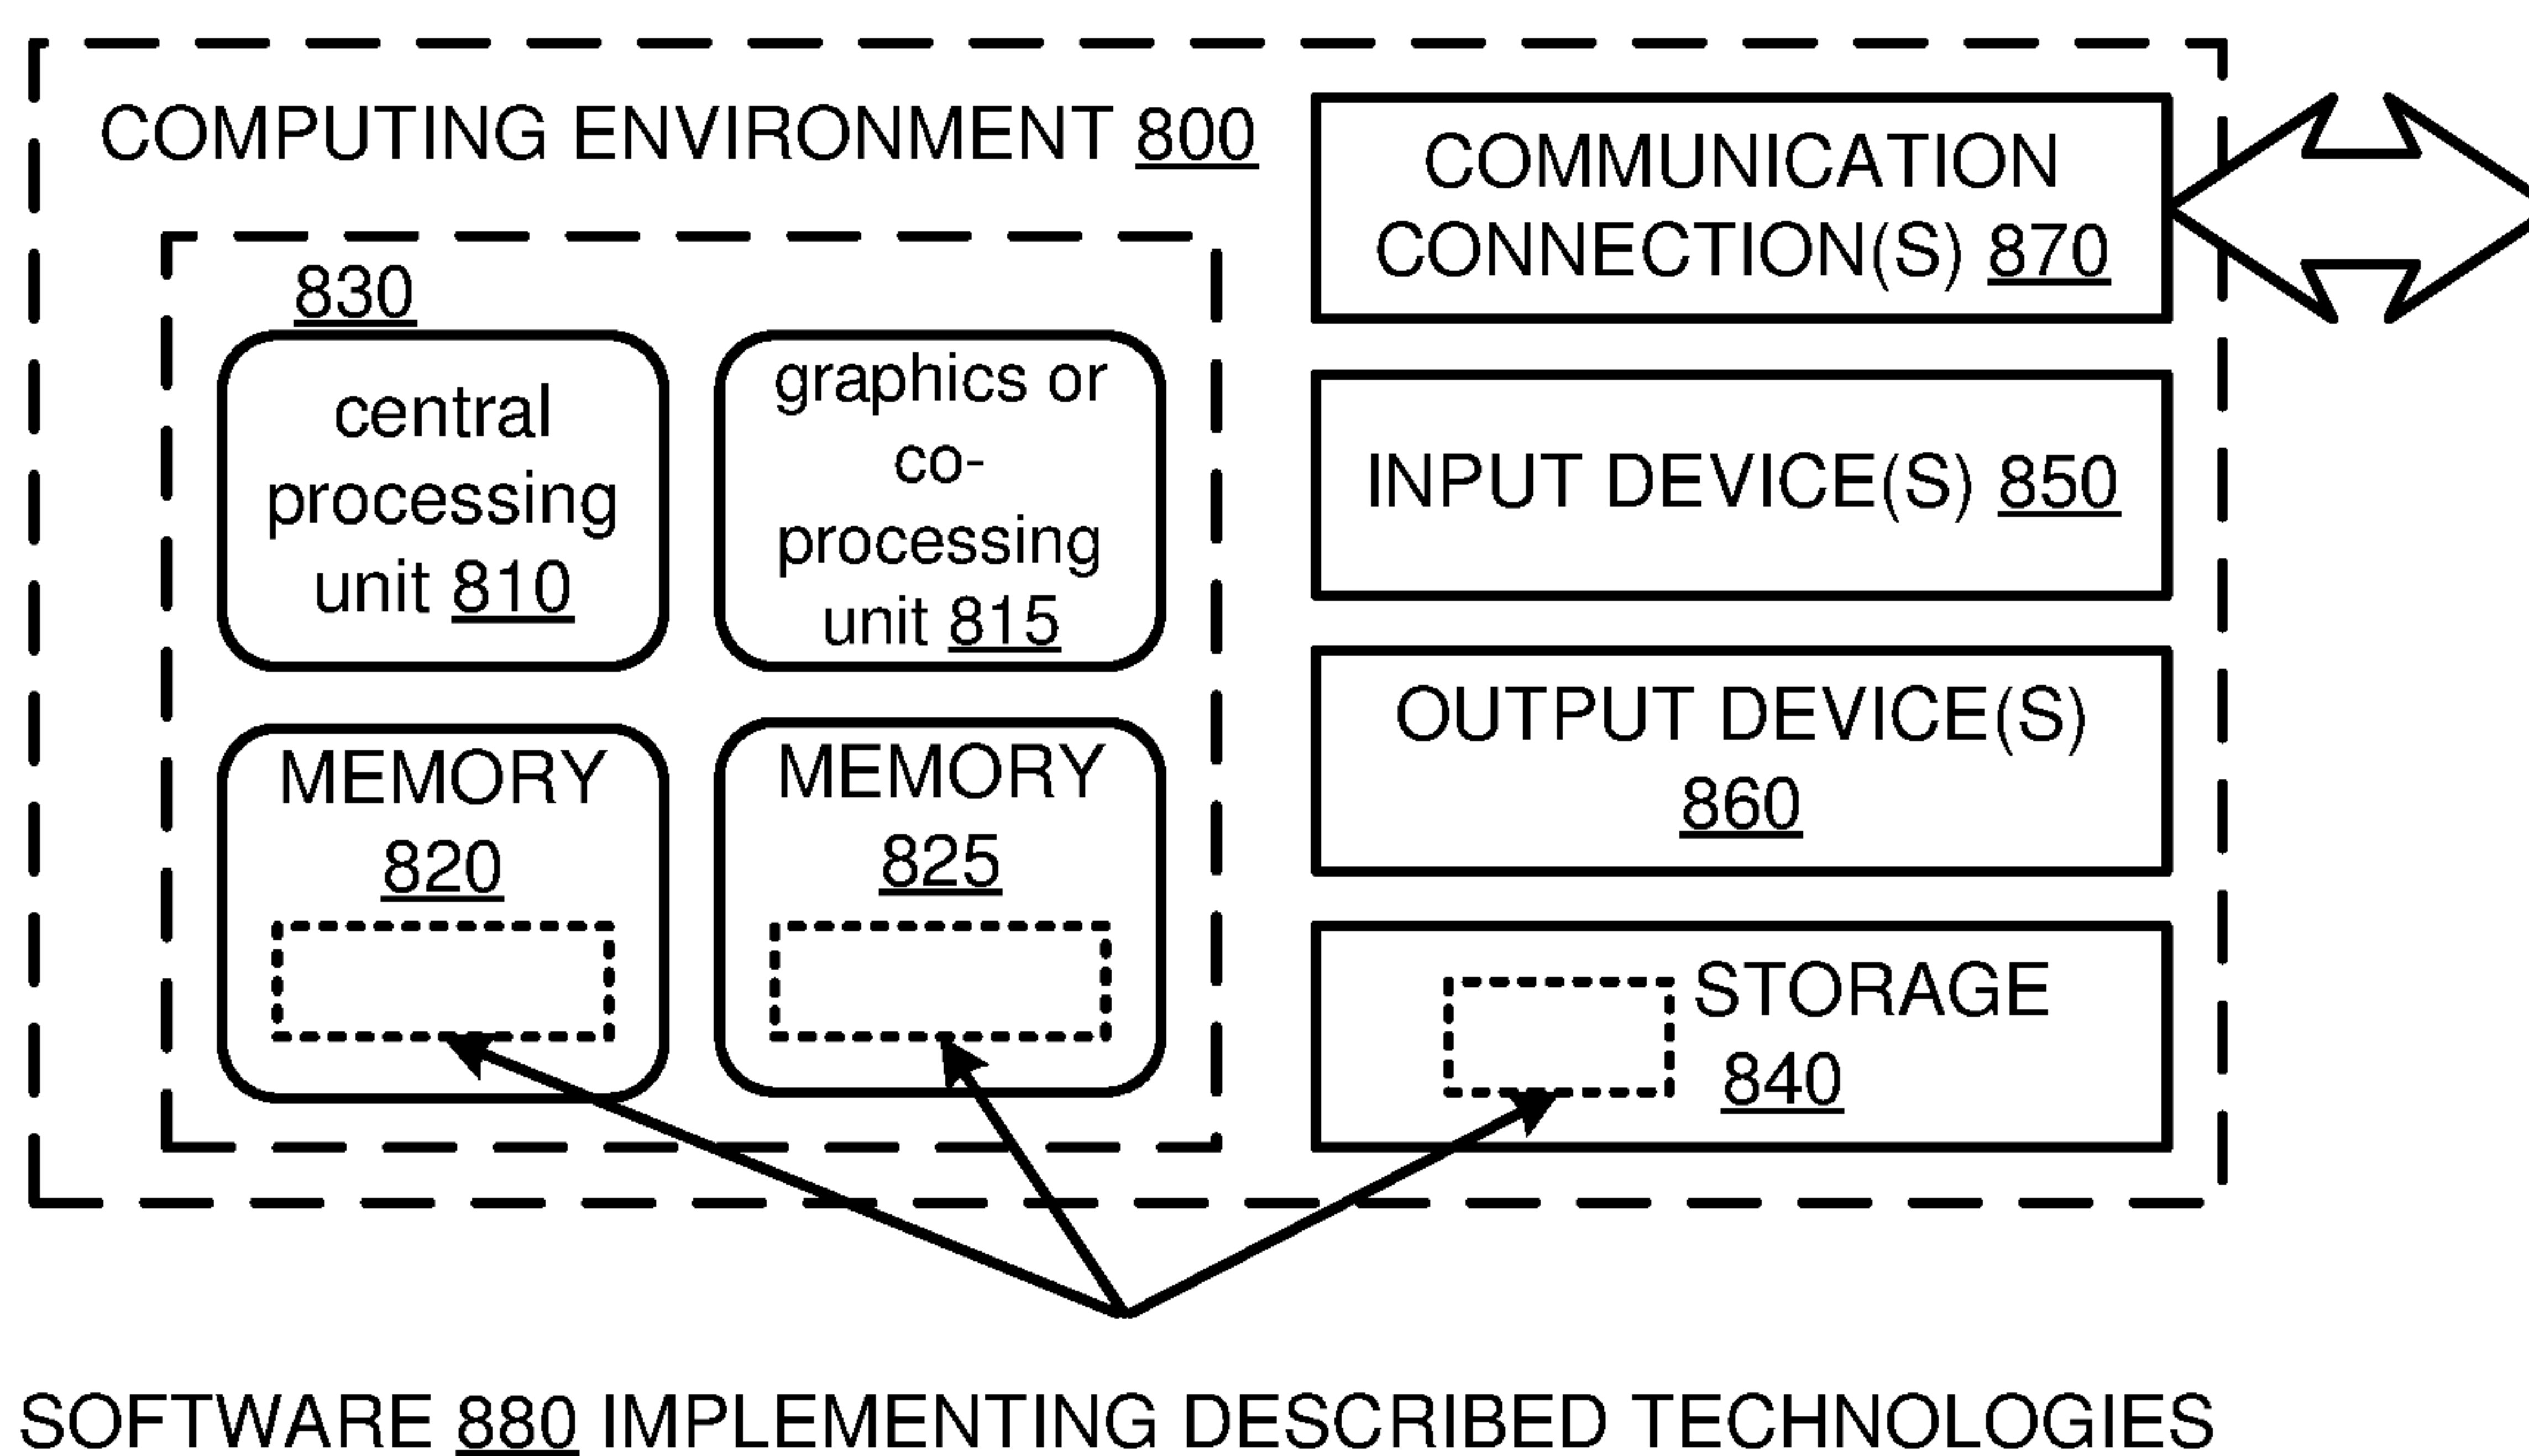 COMPUTING ENVIRONMENT 800
830
central
processing
unit 810
graphics or
co-
processing
unit 815
MEMORY
820
MEMORY
825
COMMUNICATION
CONNECTION(S) 870
INPUT DEVICE(S) 850
OUTPUT DEVICE(S)
860
STORAGE
840
SOFTWARE 880 IMPLEMENTING DESCRIBED TECHNOLOGIES